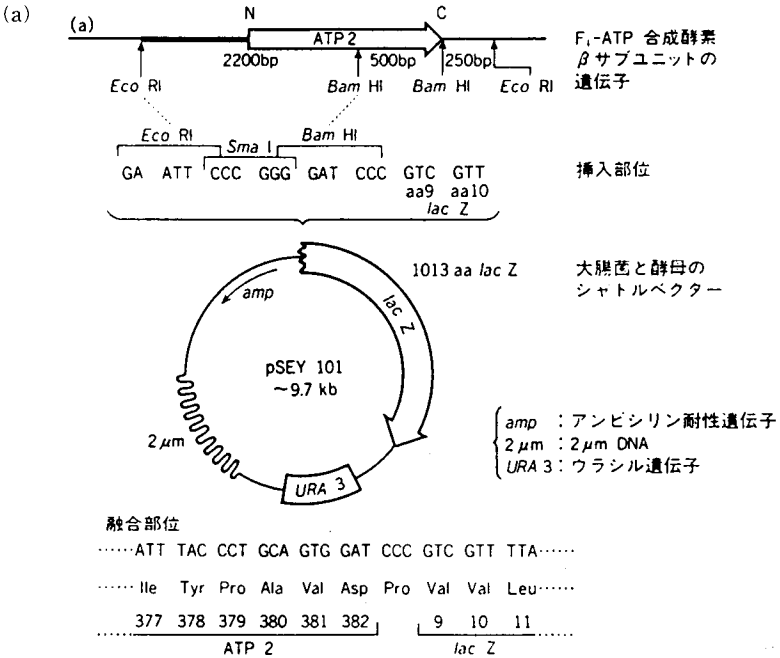 (a)
(a) N C
ATP 2
2200bp 500bp 250bp
Eco RI Bam HI Bam HI Eco RI
F₁-ATP 合成酵素
βサブユニットの
遺伝子
Eco RI Sma I Bam HI
GA ATT CCC GGG GAT CCC GTC GTT
aa9 aa10
lac Z
挿入部位
1013 aa lac Z
lac Z
amp
pSEY 101
~9.7 kb
2μm
URA 3
大腸菌と酵母の
シャトルベクター
amp : アンピシリン耐性遺伝子
2μm : 2μm DNA
URA 3 : ウラシル遺伝子
融合部位
······ATT TAC CCT GCA GTG GAT CCC GTC GTT TTA······
······Ile Tyr Pro Ala Val Asp Pro Val Val Leu······
377 378 379 380 381 382 9 10 11
ATP 2 lac Z